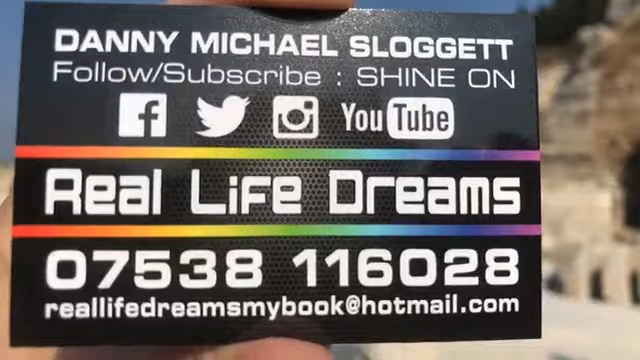 DANNY MICHAEL SLOGGETT
Follow/Subscribe : SHINE ON
f YouTube
Real Life Dreams
07538 116028
reallifedreamsmybook@hotmail.com